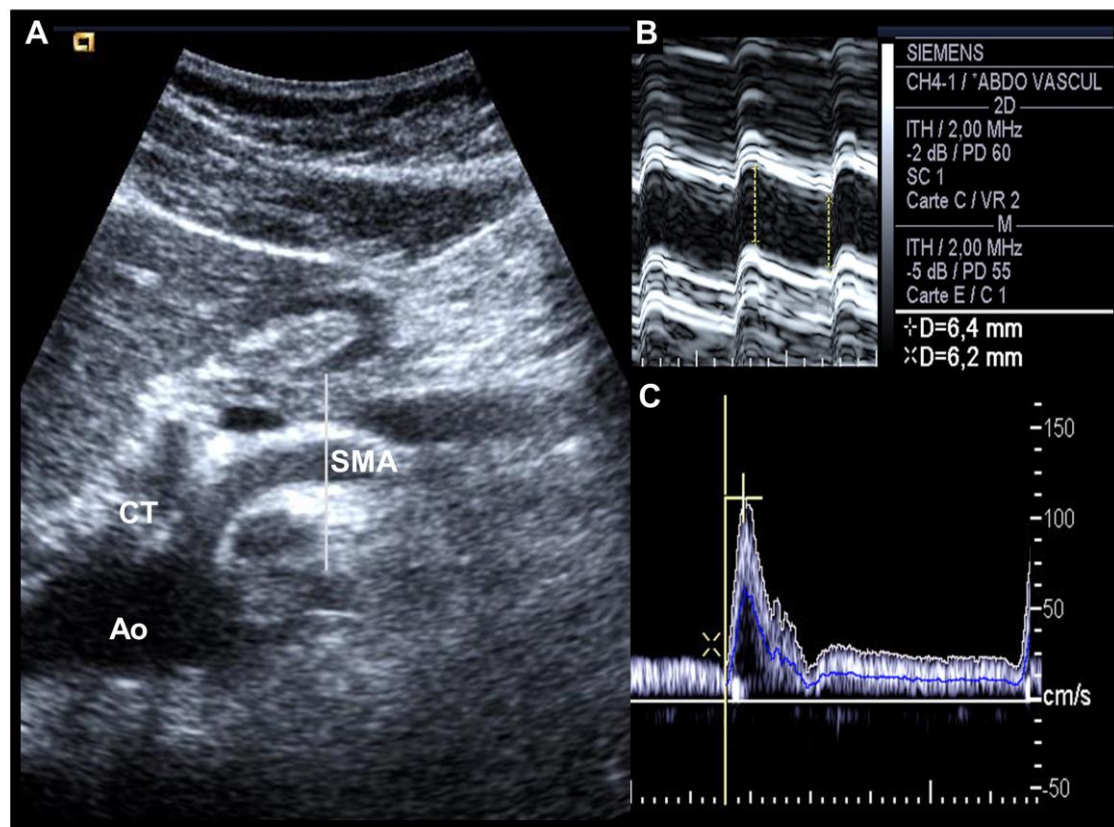 A
B
C
CT
SMA
Ao
SIEMENS
CH4-1 / *ABDO VASCUL
2D
ITH / 2,00 MHz
-2 dB / PD 60
SC 1
Carte C / VR 2
M
ITH / 2,00 MHz
-5 dB / PD 55
Carte E / C 1
D=6,4 mm
D=6,2 mm
150
100
50
cm/s
-50